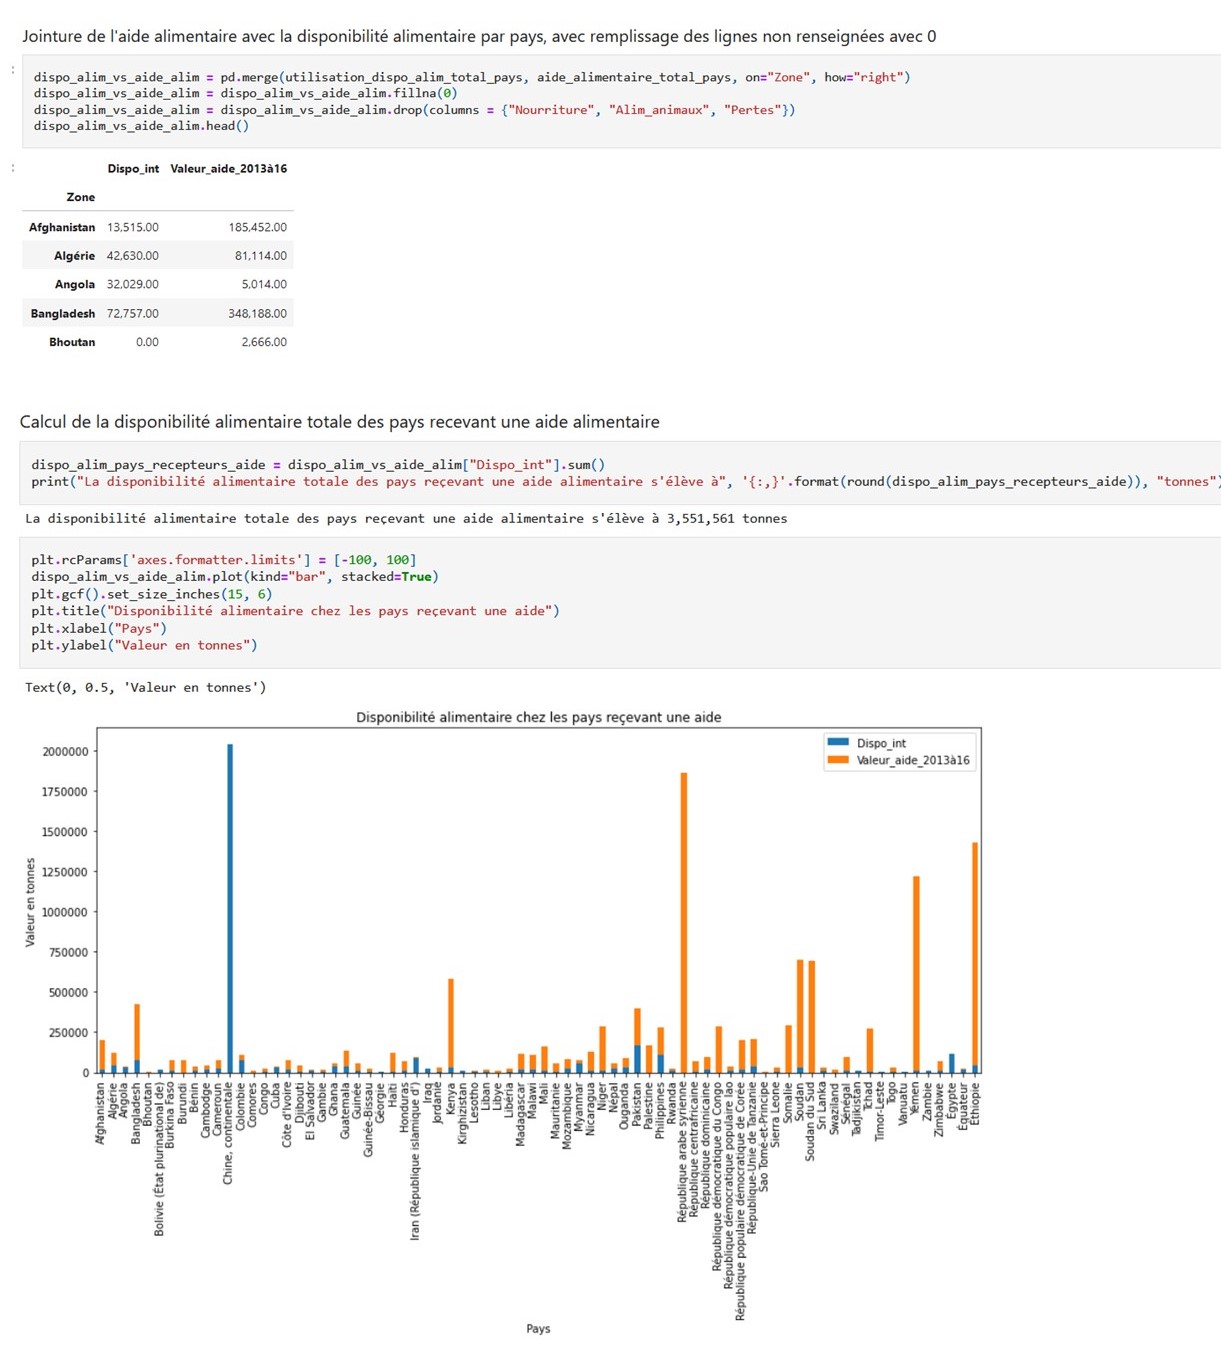 Jointure de l'aide alimentaire avec la disponibilité alimentaire par pays, avec remplissage des lignes non renseignées avec 0
:
dispo_alim_vs_aide_alim = pd.merge(utilisation_dispo_alim_total_pays, aide_alimentaire_total_pays, on="Zone", how="right")
dispo_alim_vs_aide_alim = dispo_alim_vs_aide_alim.fillna(0)
dispo_alim_vs_aide_alim = dispo_alim_vs_aide_alim.drop(columns = {"Nourriture", "Alim_animaux", "Pertes"})
dispo_alim_vs_aide_alim.head()
:
Dispo_int Valeur_aide_2013à16
Zone
Afghanistan 13,515.00 185,452.00
Algérie 42,630.00 81,114.00
Angola 32,029.00 5,014.00
Bangladesh 72,757.00 348,188.00
Bhoutan 0.00 2,666.00
Calcul de la disponibilité alimentaire totale des pays recevant une aide alimentaire
dispo_alim_pays_recepteurs_aide = dispo_alim_vs_aide_alim["Dispo_int"].sum()
print("La disponibilité alimentaire totale des pays reçevant une aide alimentaire s'élève à", '{:,}'.format(round(dispo_alim_pays_recepteurs_aide)), "tonnes")
La disponibilité alimentaire totale des pays reçevant une aide alimentaire s'élève à 3,551,561 tonnes
plt.rcParams['axes.formatter.limits'] = [-100, 100]
dispo_alim_vs_aide_alim.plot(kind="bar", stacked=True)
plt.gcf().set_size_inches(15, 6)
plt.title("Disponibilité alimentaire chez les pays reçevant une aide")
plt.xlabel("Pays")
plt.ylabel("Valeur en tonnes")
Text(0, 0.5, 'Valeur en tonnes')
Disponibilité alimentaire chez les pays reçevant une aide
Dispo_int
Valeur_aide_2013à16
Valeur en tonnes
2000000
1750000
1500000
1250000
1000000
750000
500000
250000
0
Afghanistan
Algérie
Angola
Bangladesh
Bhoutan
Bolivie (État plurinational de)
Burkina Faso
Burundi
Bénin
Cambodge
Cameroun
Chine, continentale
Colombie
Comores
Congo
Cuba
Côte d'Ivoire
Djibouti
El Salvador
Gambie
Ghana
Guatemala
Guinée
Guinée-Bissau
Géorgie
Haïti
Honduras
Iran (République islamique d')
Iraq
Jordanie
Kenya
Kirghizistan
Lesotho
Liban
Libye
Libéria
Madagascar
Malawi
Mali
Mauritanie
Mozambique
Myanmar
Nicaragua
Niger
Népal
Ouganda
Pakistan
Palestine
Philippines
Rwanda
République arabe syrienne
République centrafricaine
République dominicaine
République démocratique du Congo
République démocratique populaire lao
République populaire démocratique de Corée
République-Unie de Tanzanie
Sao Tomé-et-Principe
Sierra Leone
Somalie
Soudan
Soudan du Sud
Sri Lanka
Swaziland
Sénégal
Tadjikistan
Tchad
Timor-Leste
Togo
Vanuatu
Yémen
Zambie
Zimbabwe
Égypte
Équateur
Éthiopie
Pays